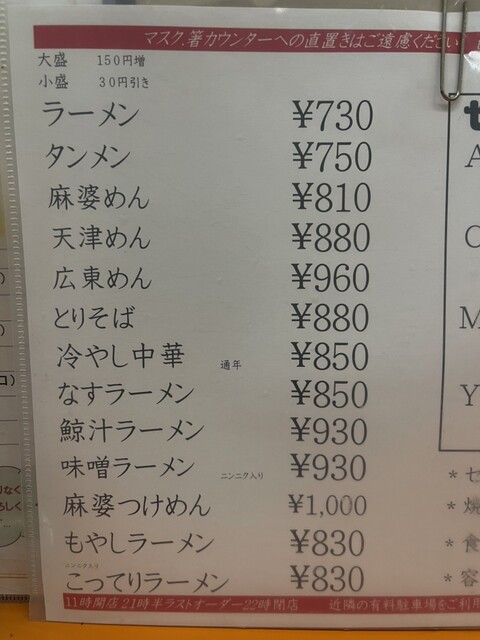 マスク、箸カウンターへの直置きはご遠慮ください
大盛 150円増
小盛 30円引き
ラーメン ¥730
タンメン ¥750
麻婆めん ¥810
天津めん ¥880
広東めん ¥960
とりそば ¥880
冷やし中華 通年 ¥850
なすラーメン ¥850
鯨汁ラーメン ¥930
味噌ラーメン ニンニク入り ¥930
麻婆つけめん ¥1,000
もやしラーメン ¥830
ニンニク入り
こってりラーメン ¥830
11時開店 21時半ラストオーダー22時閉店 近隣の有料駐車場をご利用
A
C
M
Y
* セ
* 焼
* 食
* 容